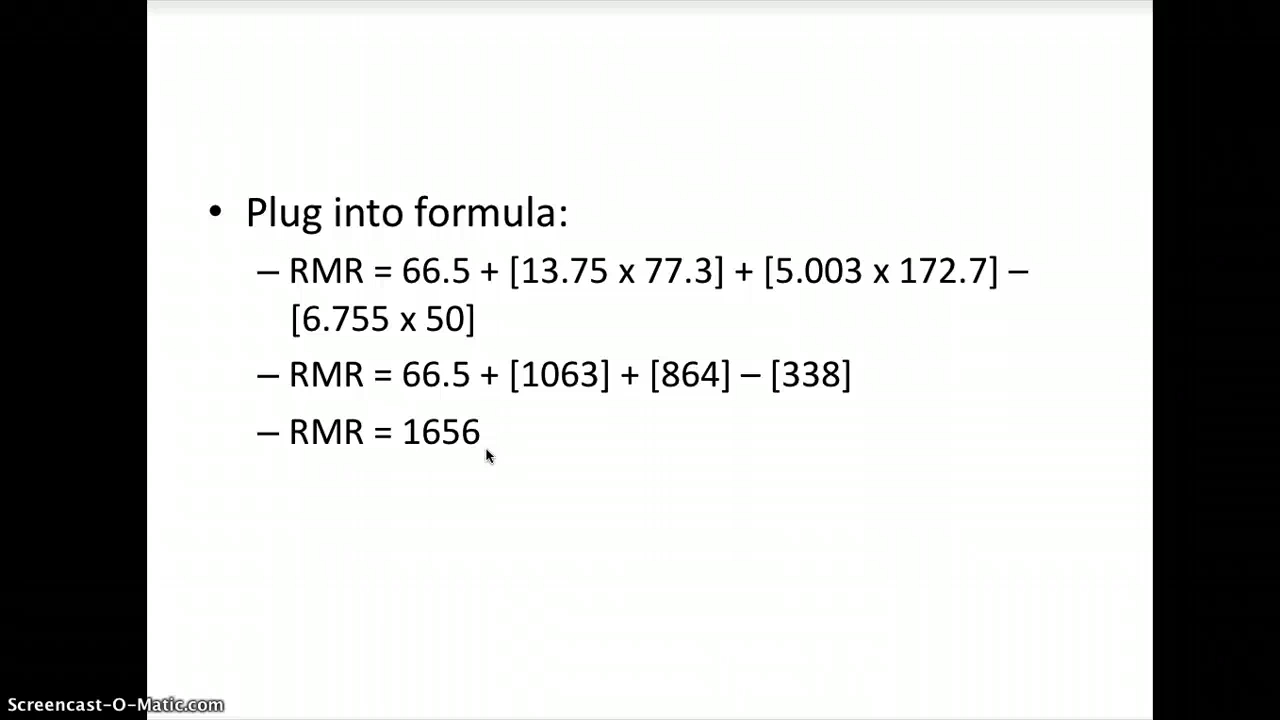 • Plug into formula:
– RMR = 66.5 + [13.75 x 77.3] + [5.003 x 172.7] –
[6.755 x 50]
– RMR = 66.5 + [1063] + [864] – [338]
– RMR = 1656
Screencast-O-Matic.com